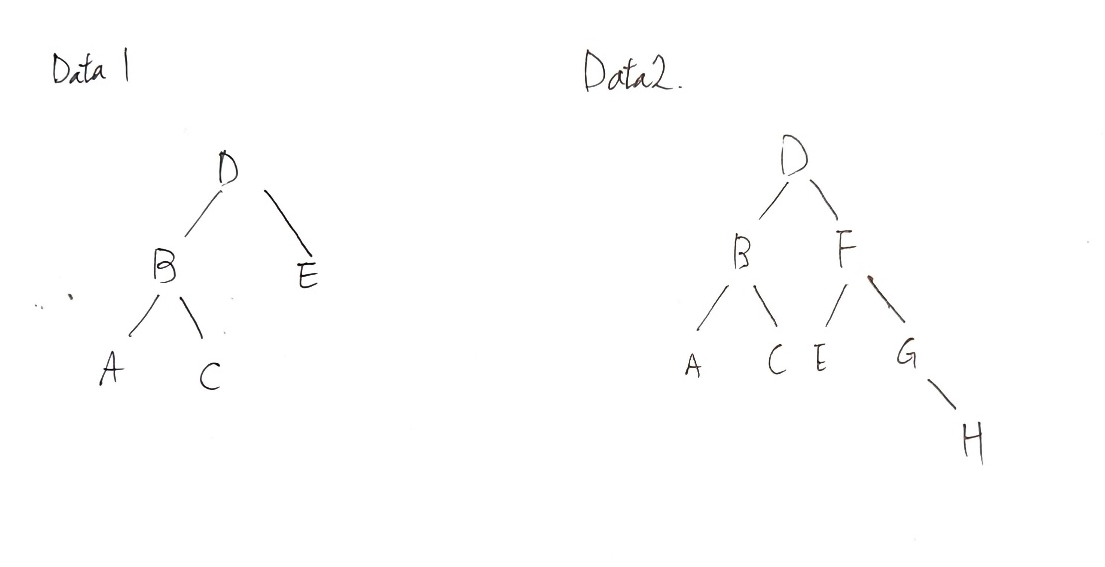 Data 1 Data2.
D D
B E B F
A C A C E G
H